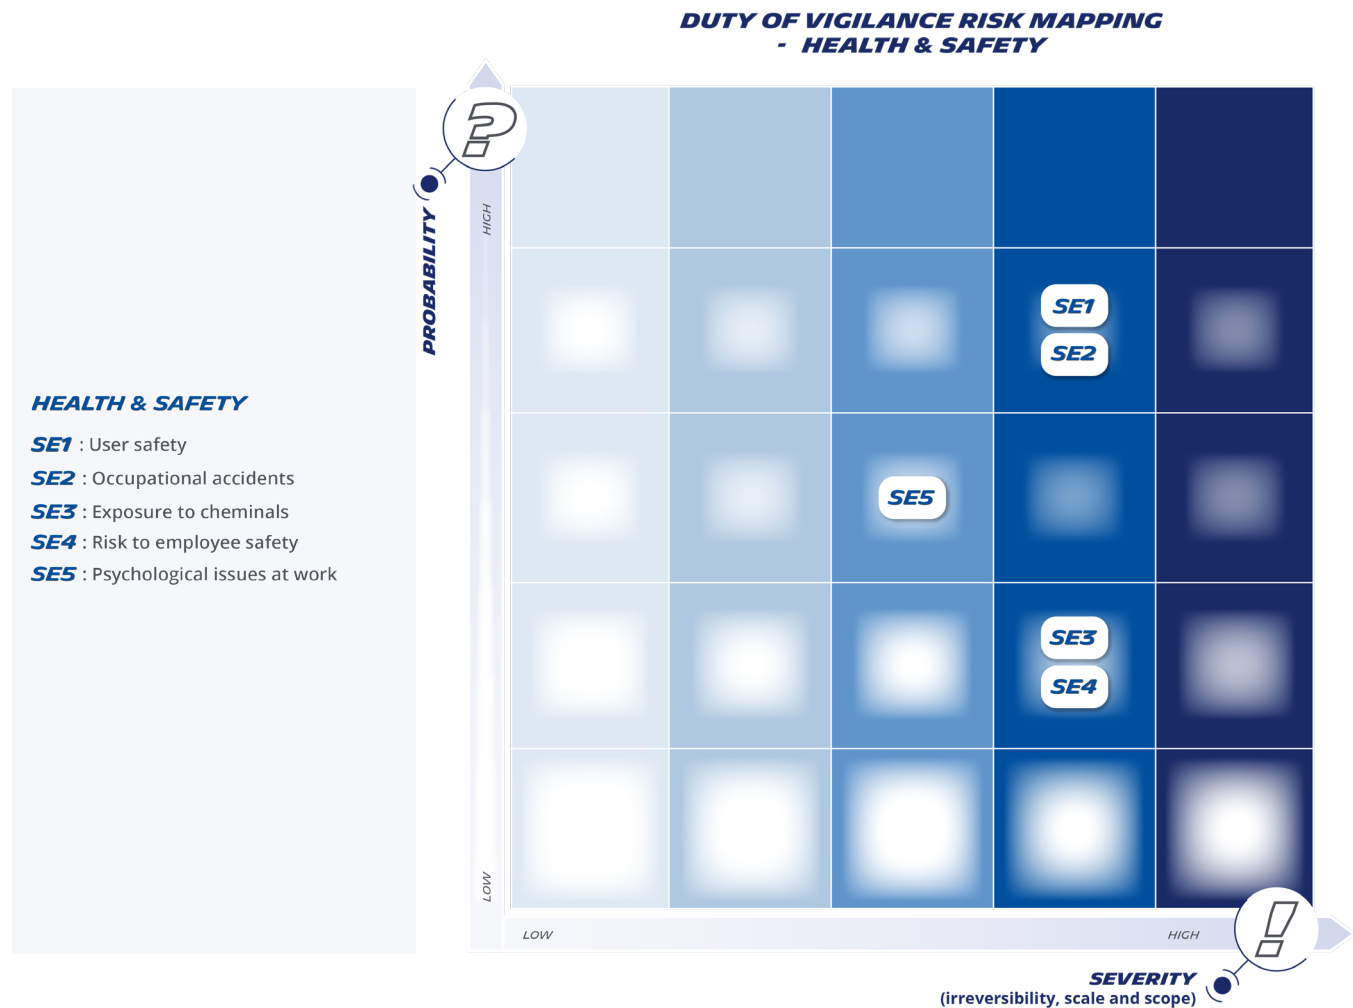 DUTY OF VIGILANCE RISK MAPPING
- HEALTH & SAFETY
?
HIGH
PROBABILITY
LOW
HEALTH & SAFETY
SE1 : User safety
SE2 : Occupational accidents
SE3 : Exposure to cheminals
SE4 : Risk to employee safety
SE5 : Psychological issues at work
SE1
SE2
SE5
SE3
SE4
LOW
HIGH
!
SEVERITY
(irreversibility, scale and scope)